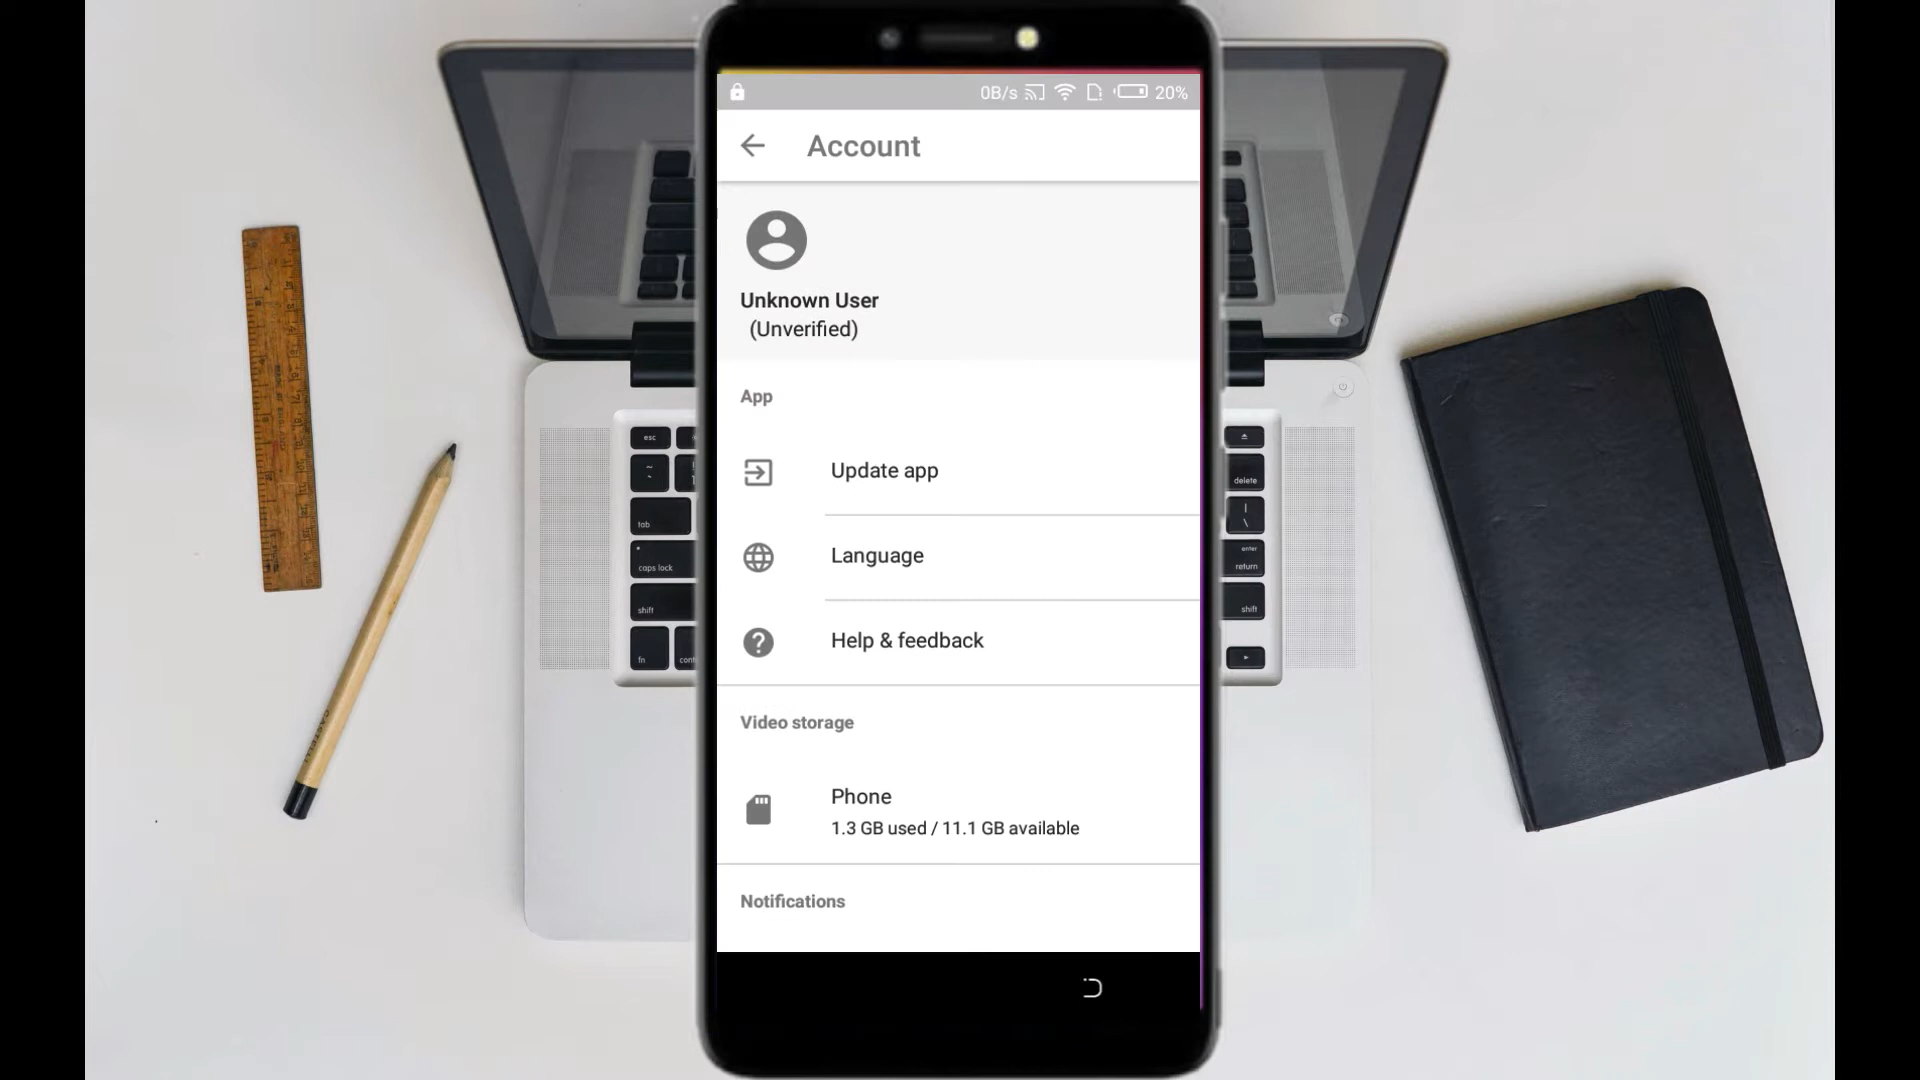 0B/s 20%
Account
Unknown User
(Unverified)
App
Update app
Language
Help & feedback
Video storage
Phone
1.3 GB used / 11.1 GB available
Notifications
esc
tab
caps lock
shift
fn
cont
delete
enter
return
shift